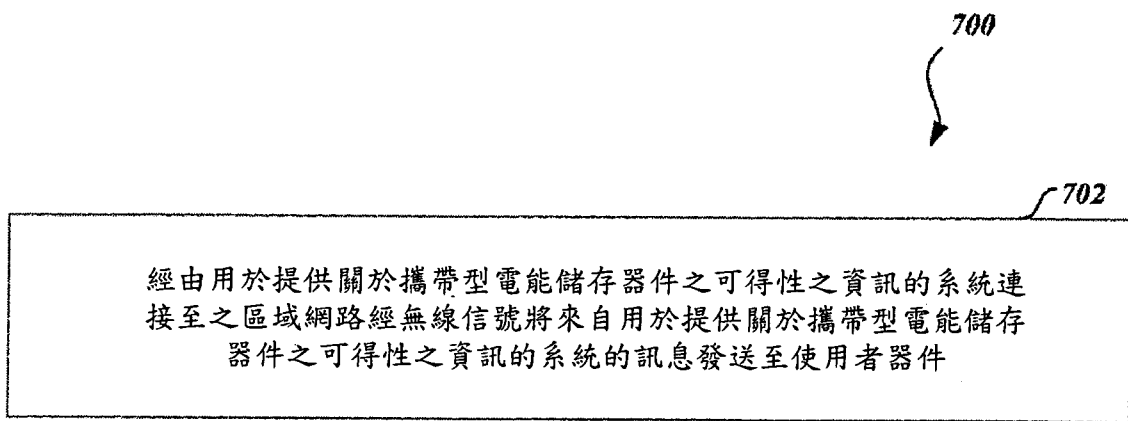 700
702
經由用於提供關於攜帶型電能儲存器件之可得性之資訊的系統連
接至之區域網路經無線信號將來自用於提供關於攜帶型電能儲存
器件之可得性之資訊的系統的訊息發送至使用者器件